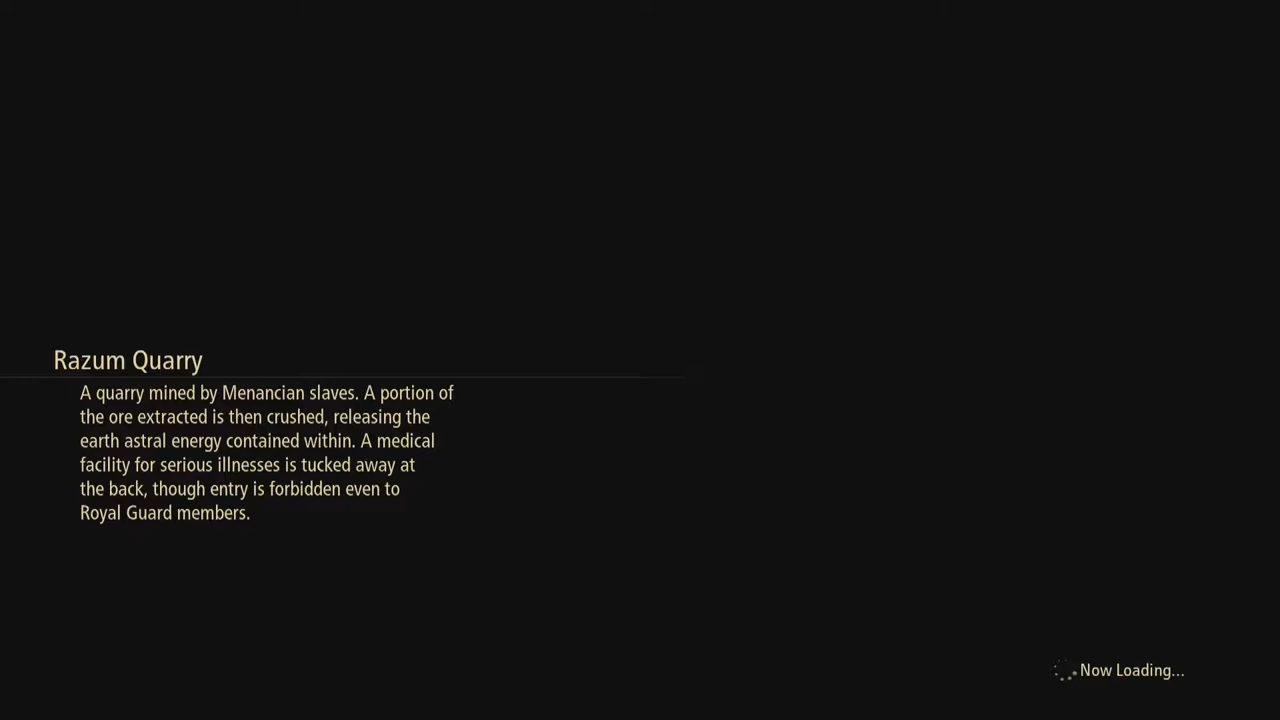 Razum Quarry
A quarry mined by Menancian slaves. A portion of
the ore extracted is then crushed, releasing the
earth astral energy contained within. A medical
facility for serious illnesses is tucked away at
the back, though entry is forbidden even to
Royal Guard members.
Now Loading...